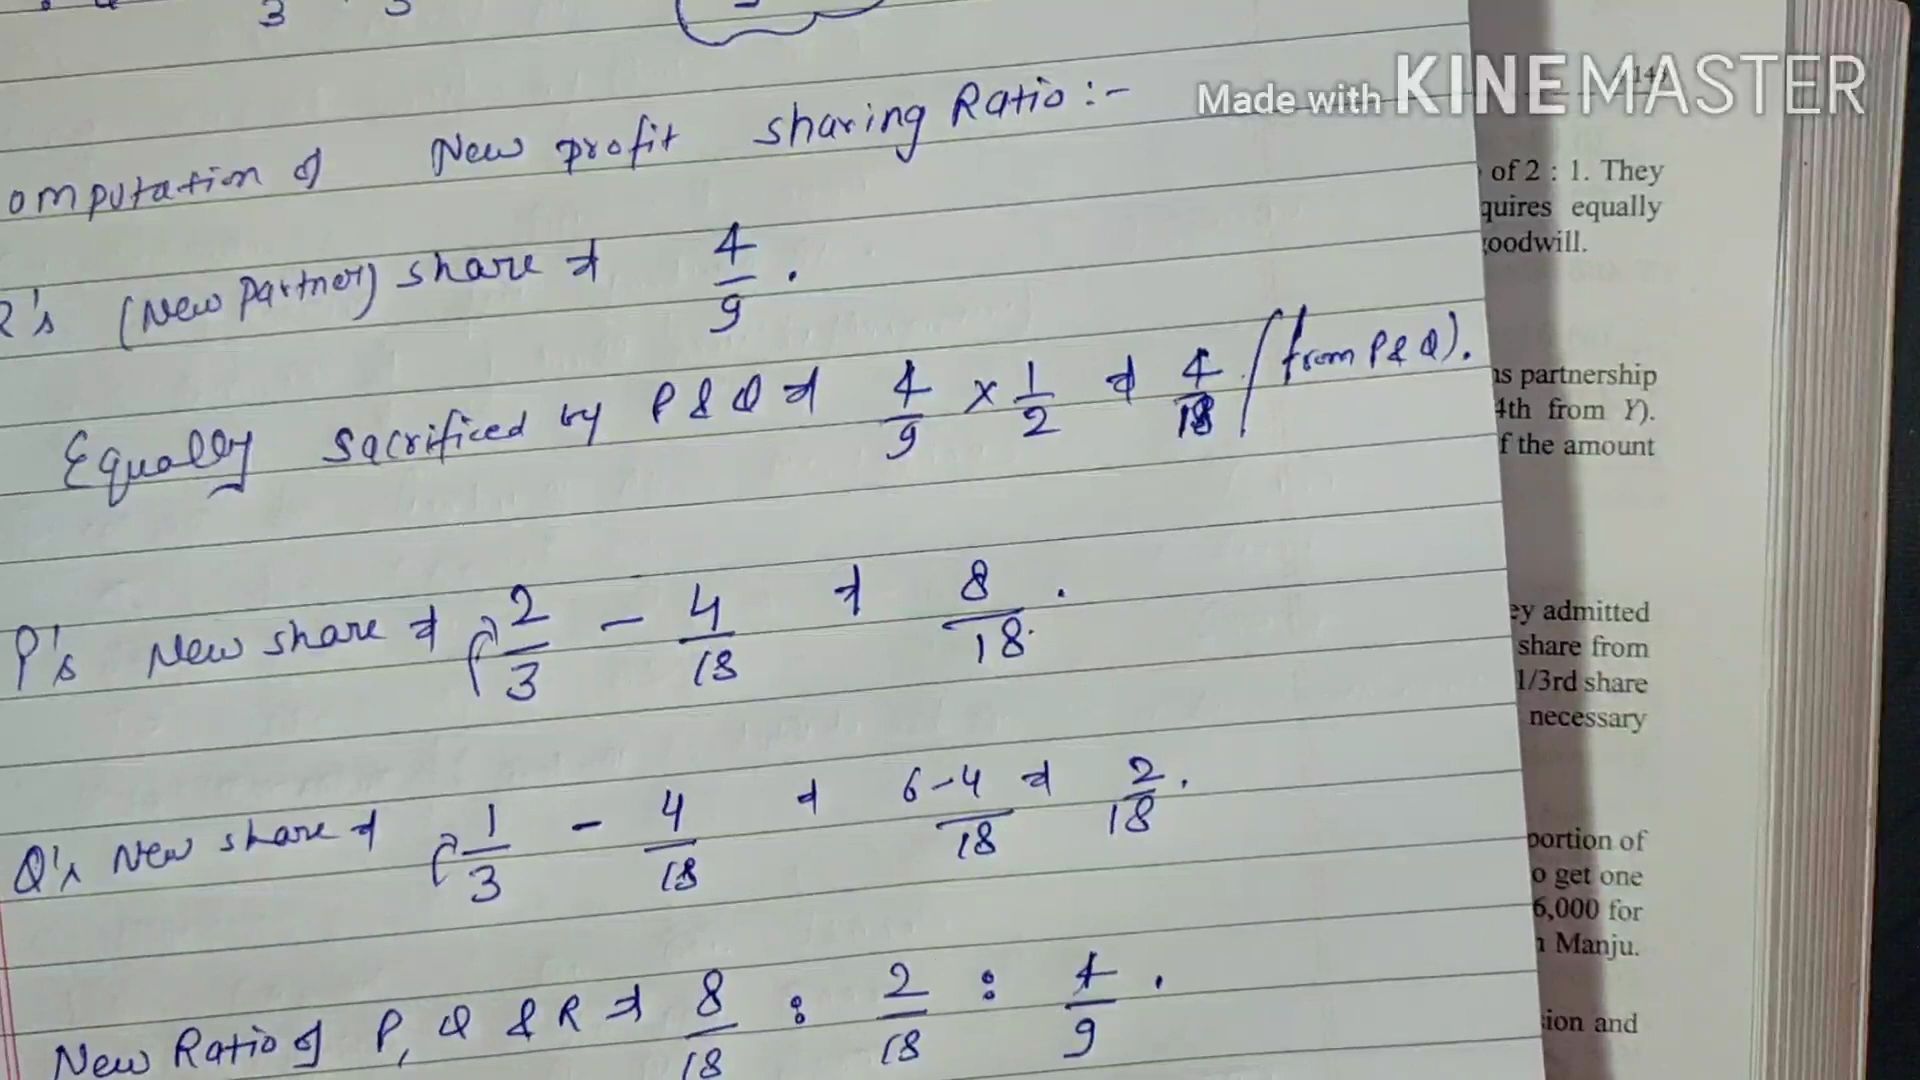 Made with KINEMASTER
omputation of New profit sharing Ratio :-
R's (New Partner) share ⇒ 4/9 .
Equally sacrificed by P & Q ⇒ 4/9 × 1/2 ⇒ 4/18 (from P & Q).
P's New share ⇒ 2/3 - 4/18 ⇒ 8/18 .
Q's New share ⇒ 1/3 - 4/18 ⇒ 6-4/18 ⇒ 2/18 .
New Ratio of P, Q & R ⇒ 8/18 : 2/18 : 4/9 .
of 2 : 1. They
quires equally
goodwill.
partnership
4th from Y).
f the amount
ey admitted
share from
1/3rd share
necessary
portion of
o get one
6,000 for
Manju.
ion and